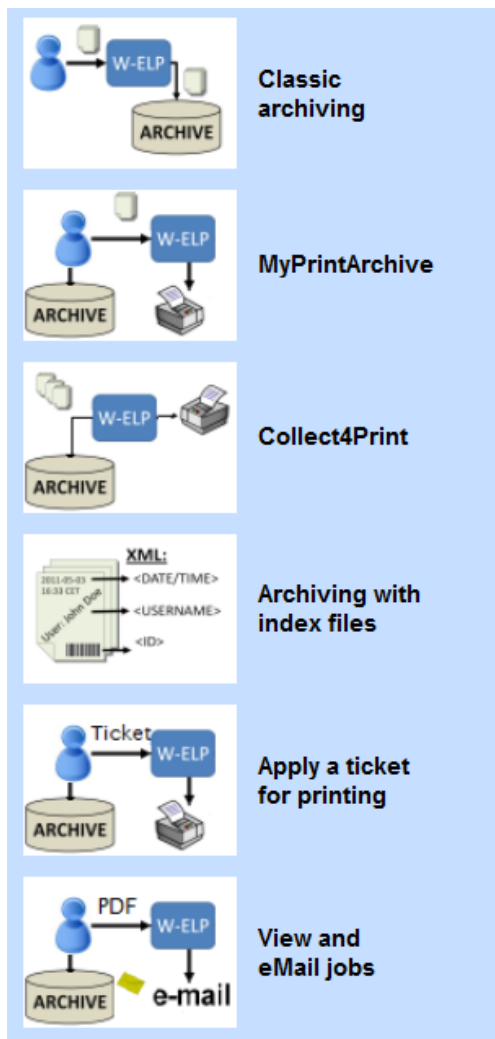 W-ELP
ARCHIVE
Classic
archiving
W-ELP
ARCHIVE
MyPrintArchive
W-ELP
ARCHIVE
Collect4Print
XML:
2011-05-03
16:33 CET
<DATE/TIME>
User: John Doe
<USERNAME>
<ID>
Archiving with
index files
Ticket
W-ELP
ARCHIVE
Apply a ticket
for printing
PDF
W-ELP
ARCHIVE
e-mail
View and
eMail jobs